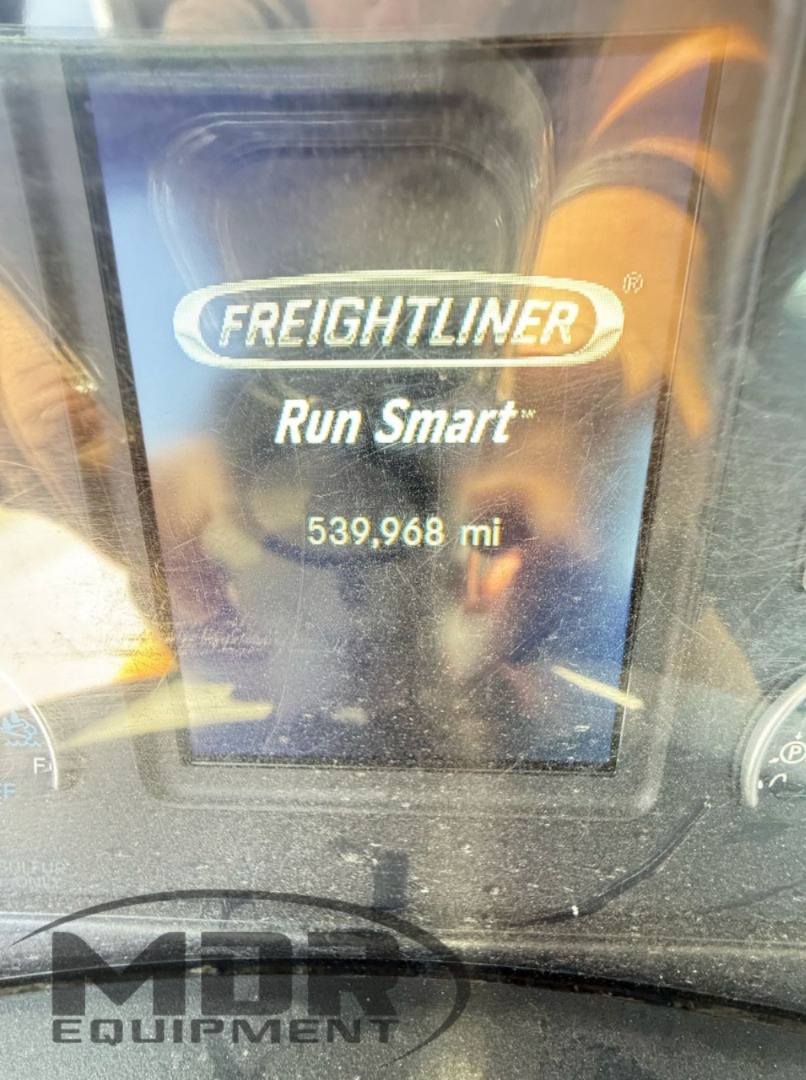 FREIGHTLINER®
Run Smart™
539,968 mi
F
P
MDR
EQUIPMENT